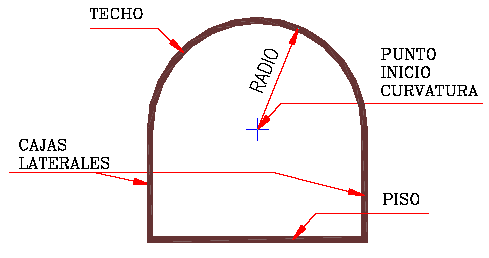 TECHO
RADIO
PUNTO
INICIO
CURVATURA
CAJAS
LATERALES
PISO